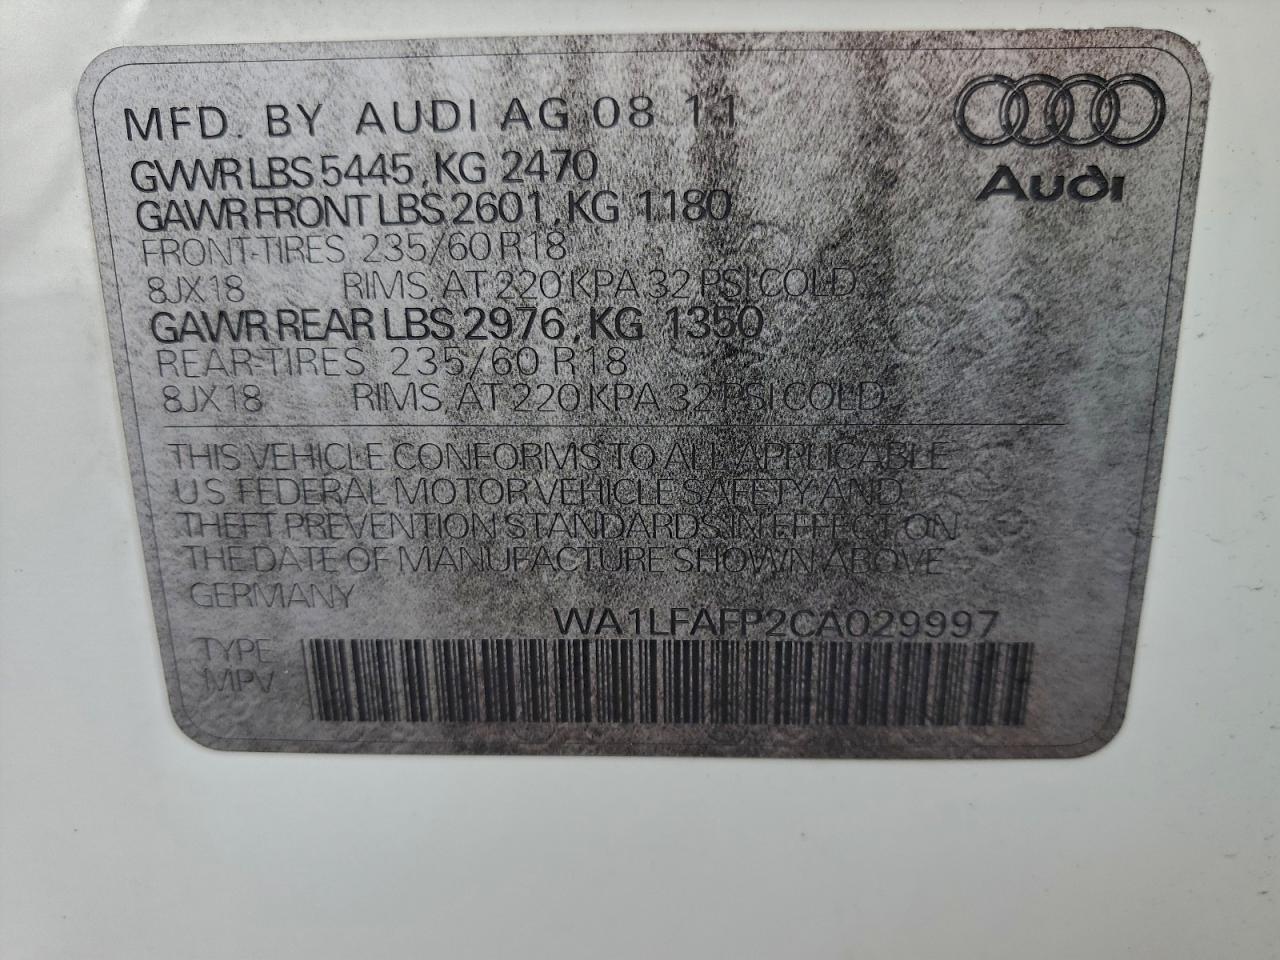 MFD. BY AUDI AG 08 11
GVWR LBS 5445, KG 2470
GAWR FRONT LBS 2601, KG 1180
FRONT-TIRES 235/60 R18
8JX18 RIMS AT 220 KPA 32 PSI COLD
GAWR REAR LBS 2976, KG 1350
REAR-TIRES 235/60 R18
8JX18 RIMS AT 220 KPA 32 PSI COLD
Audi
THIS VEHICLE CONFORMS TO ALL APPLICABLE
US FEDERAL MOTOR VEHICLE SAFETY AND
THEFT PREVENTION STANDARDS IN EFFECT ON
THE DATE OF MANUFACTURE SHOWN ABOVE
GERMANY
WA1LFAFP2CA029997
TYPE
MPV